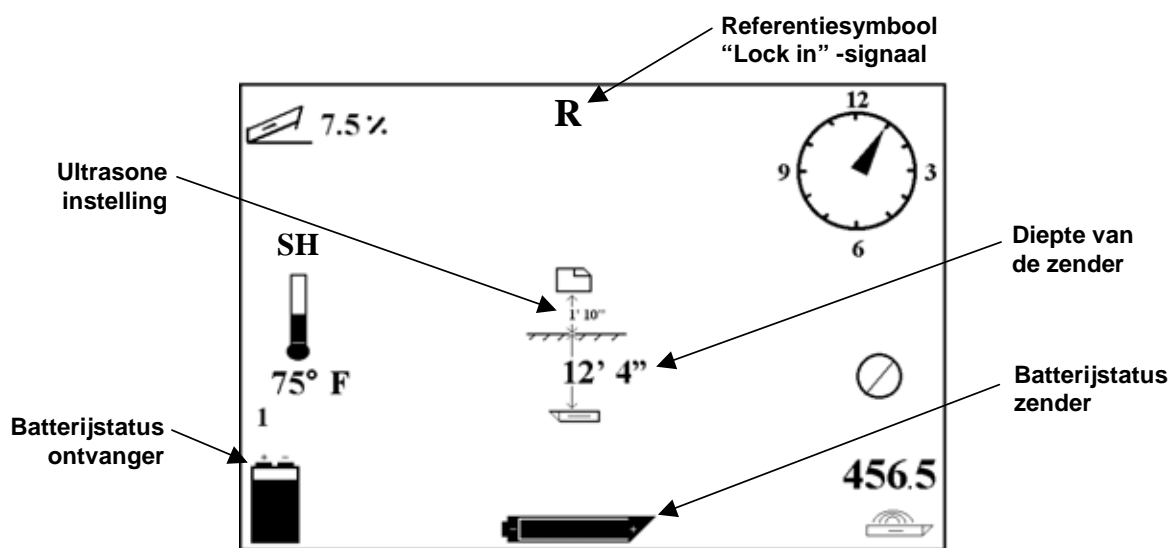 Referentiesymbool
“Lock in” -signaal
R
7.5%
12
3
6
9
Ultrasone
instelling
SH
1' 10"
Diepte van
de zender
12’ 4”
75° F
1
Batterijstatus
zender
Batterijstatus
ontvanger
+ -
456.5
- +